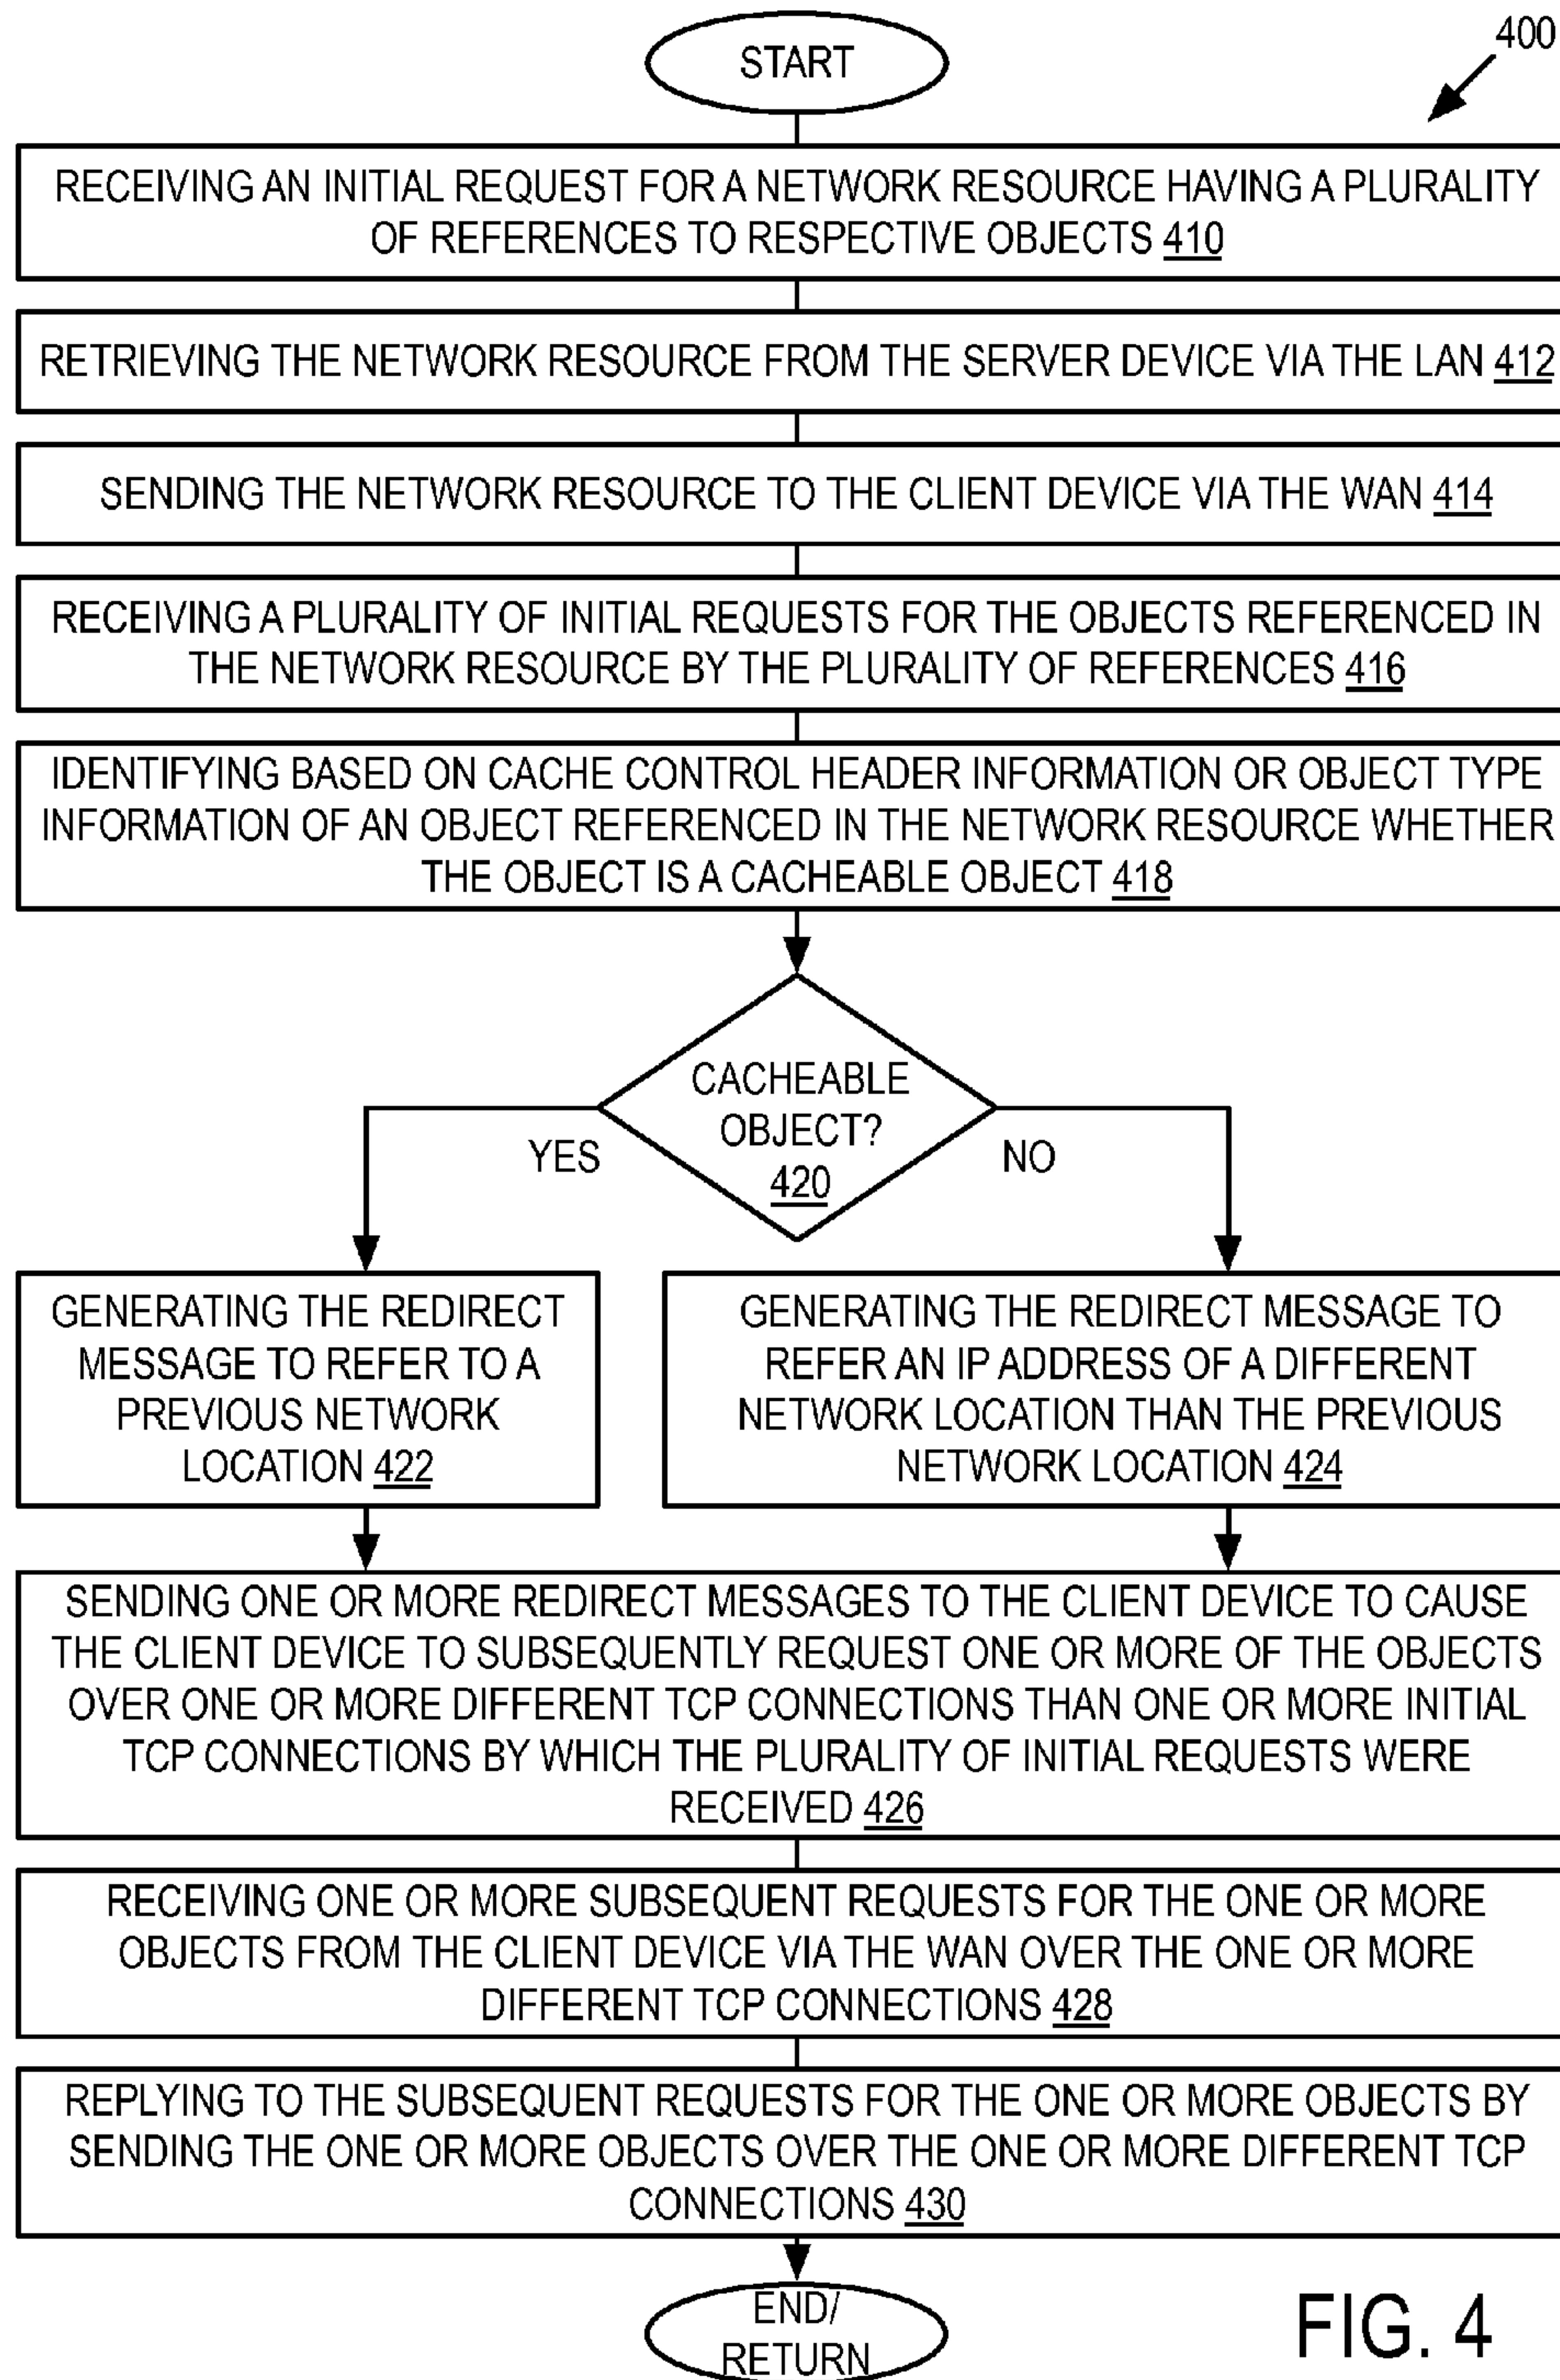 START
400
RECEIVING AN INITIAL REQUEST FOR A NETWORK RESOURCE HAVING A PLURALITY
OF REFERENCES TO RESPECTIVE OBJECTS 410
RETRIEVING THE NETWORK RESOURCE FROM THE SERVER DEVICE VIA THE LAN 412
SENDING THE NETWORK RESOURCE TO THE CLIENT DEVICE VIA THE WAN 414
RECEIVING A PLURALITY OF INITIAL REQUESTS FOR THE OBJECTS REFERENCED IN
THE NETWORK RESOURCE BY THE PLURALITY OF REFERENCES 416
IDENTIFYING BASED ON CACHE CONTROL HEADER INFORMATION OR OBJECT TYPE
INFORMATION OF AN OBJECT REFERENCED IN THE NETWORK RESOURCE WHETHER
THE OBJECT IS A CACHEABLE OBJECT 418
CACHEABLE
OBJECT?
420
YES
NO
GENERATING THE REDIRECT
MESSAGE TO REFER TO A
PREVIOUS NETWORK
LOCATION 422
GENERATING THE REDIRECT MESSAGE TO
REFER AN IP ADDRESS OF A DIFFERENT
NETWORK LOCATION THAN THE PREVIOUS
NETWORK LOCATION 424
SENDING ONE OR MORE REDIRECT MESSAGES TO THE CLIENT DEVICE TO CAUSE
THE CLIENT DEVICE TO SUBSEQUENTLY REQUEST ONE OR MORE OF THE OBJECTS
OVER ONE OR MORE DIFFERENT TCP CONNECTIONS THAN ONE OR MORE INITIAL
TCP CONNECTIONS BY WHICH THE PLURALITY OF INITIAL REQUESTS WERE
RECEIVED 426
RECEIVING ONE OR MORE SUBSEQUENT REQUESTS FOR THE ONE OR MORE
OBJECTS FROM THE CLIENT DEVICE VIA THE WAN OVER THE ONE OR MORE
DIFFERENT TCP CONNECTIONS 428
REPLYING TO THE SUBSEQUENT REQUESTS FOR THE ONE OR MORE OBJECTS BY
SENDING THE ONE OR MORE OBJECTS OVER THE ONE OR MORE DIFFERENT TCP
CONNECTIONS 430
END/
RETURN
FIG. 4